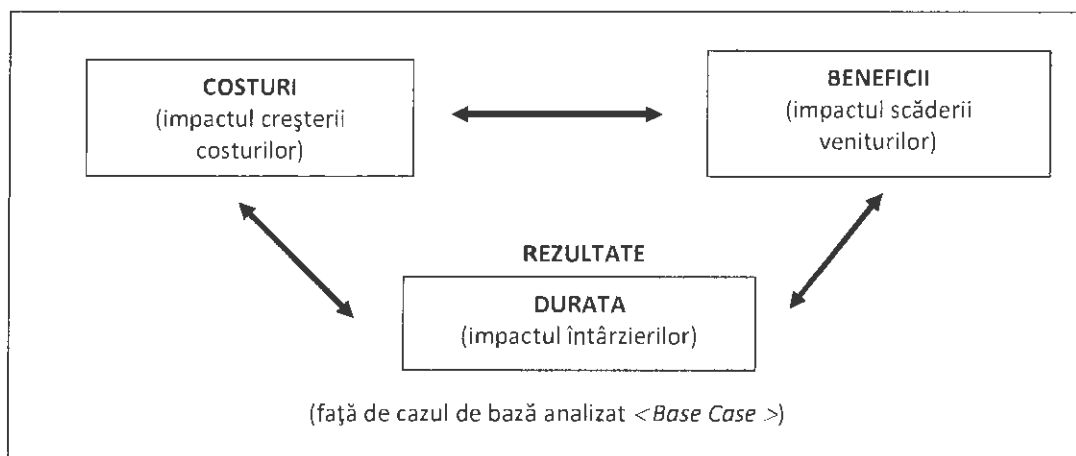 COSTURI
(impactul creşterii
costurilor)
BENEFICII
(impactul scăderii
veniturilor)
REZULTATE
DURATA
(impactul întârzierilor)
(faţă de cazul de bază analizat <Base Case >)